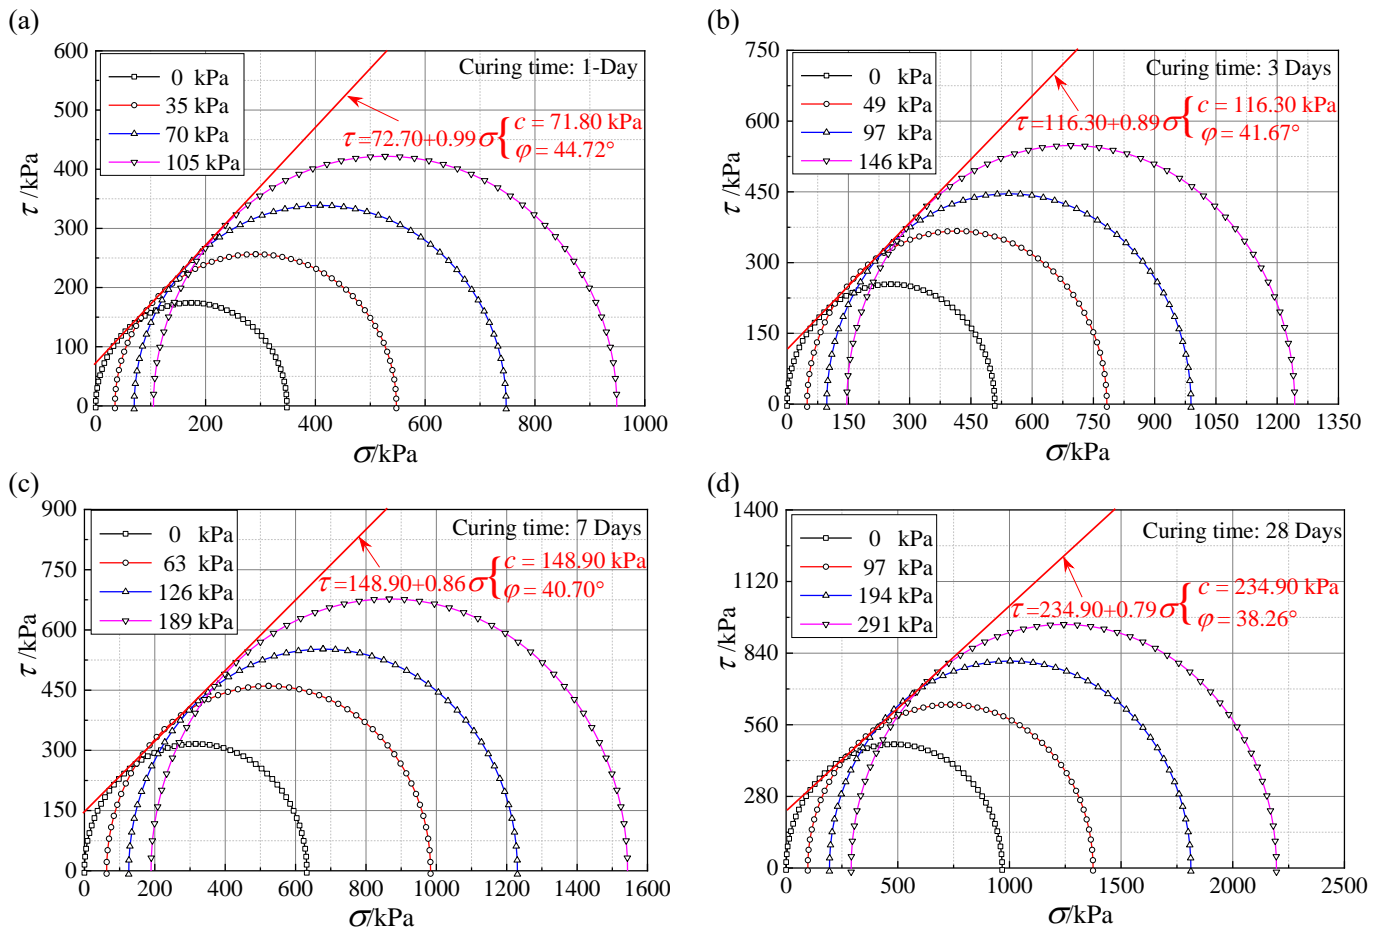 (a)
600
500
400
300
200
100
0
τ /kPa
0 kPa
35 kPa
70 kPa
105 kPa
Curing time: 1-Day
τ=72.70+0.99σ
c = 71.80 kPa
φ = 44.72°
0 200 400 600 800 1000
σ/kPa
(b)
750
600
450
300
150
0
τ /kPa
0 kPa
49 kPa
97 kPa
146 kPa
Curing time: 3 Days
τ=116.30+0.89σ
c = 116.30 kPa
φ = 41.67°
0 150 300 450 600 750 900 1050 1200 1350
σ/kPa
(c)
900
750
600
450
300
150
0
τ /kPa
0 kPa
63 kPa
126 kPa
189 kPa
Curing time: 7 Days
τ=148.90+0.86σ
c = 148.90 kPa
φ = 40.70°
0 200 400 600 800 1000 1200 1400 1600
σ/kPa
(d)
1400
1120
840
560
280
0
τ /kPa
0 kPa
97 kPa
194 kPa
291 kPa
Curing time: 28 Days
τ=234.90+0.79σ
c = 234.90 kPa
φ = 38.26°
0 500 1000 1500 2000 2500
σ/kPa